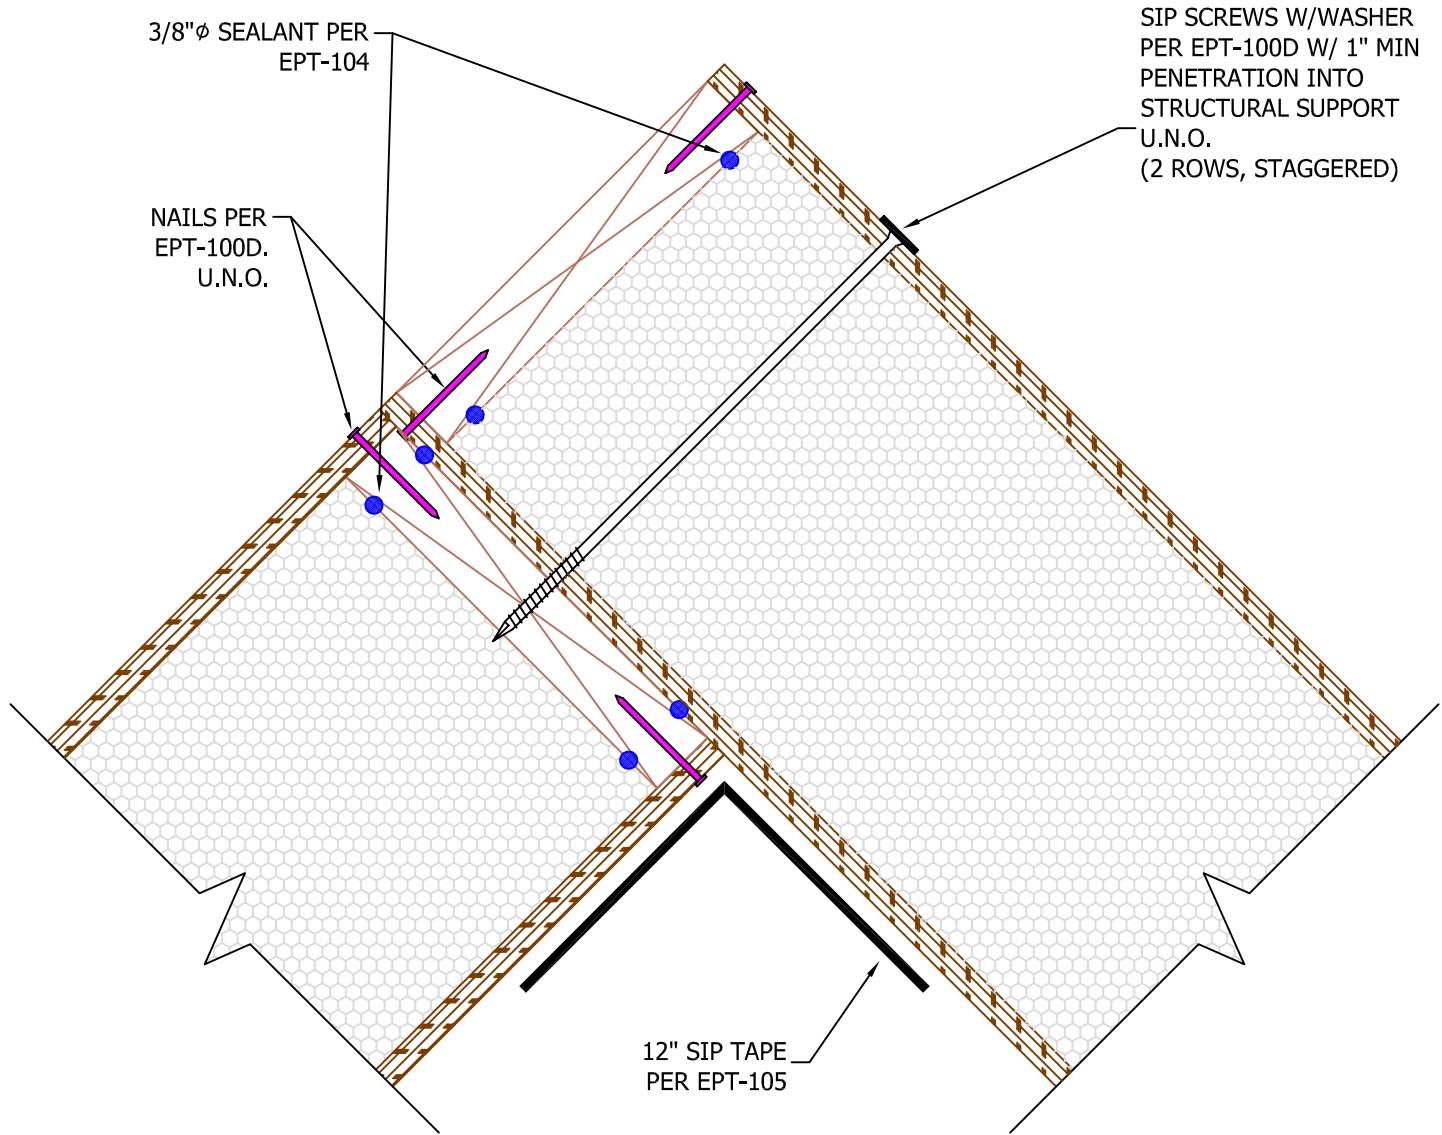 3/8"⌀ SEALANT PER
EPT-104
SIP SCREWS W/WASHER
PER EPT-100D W/ 1" MIN
PENETRATION INTO
STRUCTURAL SUPPORT
U.N.O.
(2 ROWS, STAGGERED)
NAILS PER
EPT-100D.
U.N.O.
12" SIP TAPE
PER EPT-105